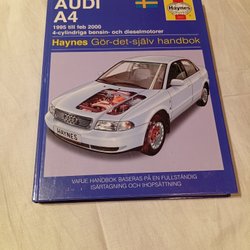 AUDI
A4
1995 till feb 2000
4-cylindriga bensin- och dieselmotorer
Haynes
Haynes Gör-det-själv handbok
HAYNES
VARJE HANDBOK BASERAS PÅ EN FULLSTÄNDIG
ISÄRTAGNING OCH IHOPSÄTTNING